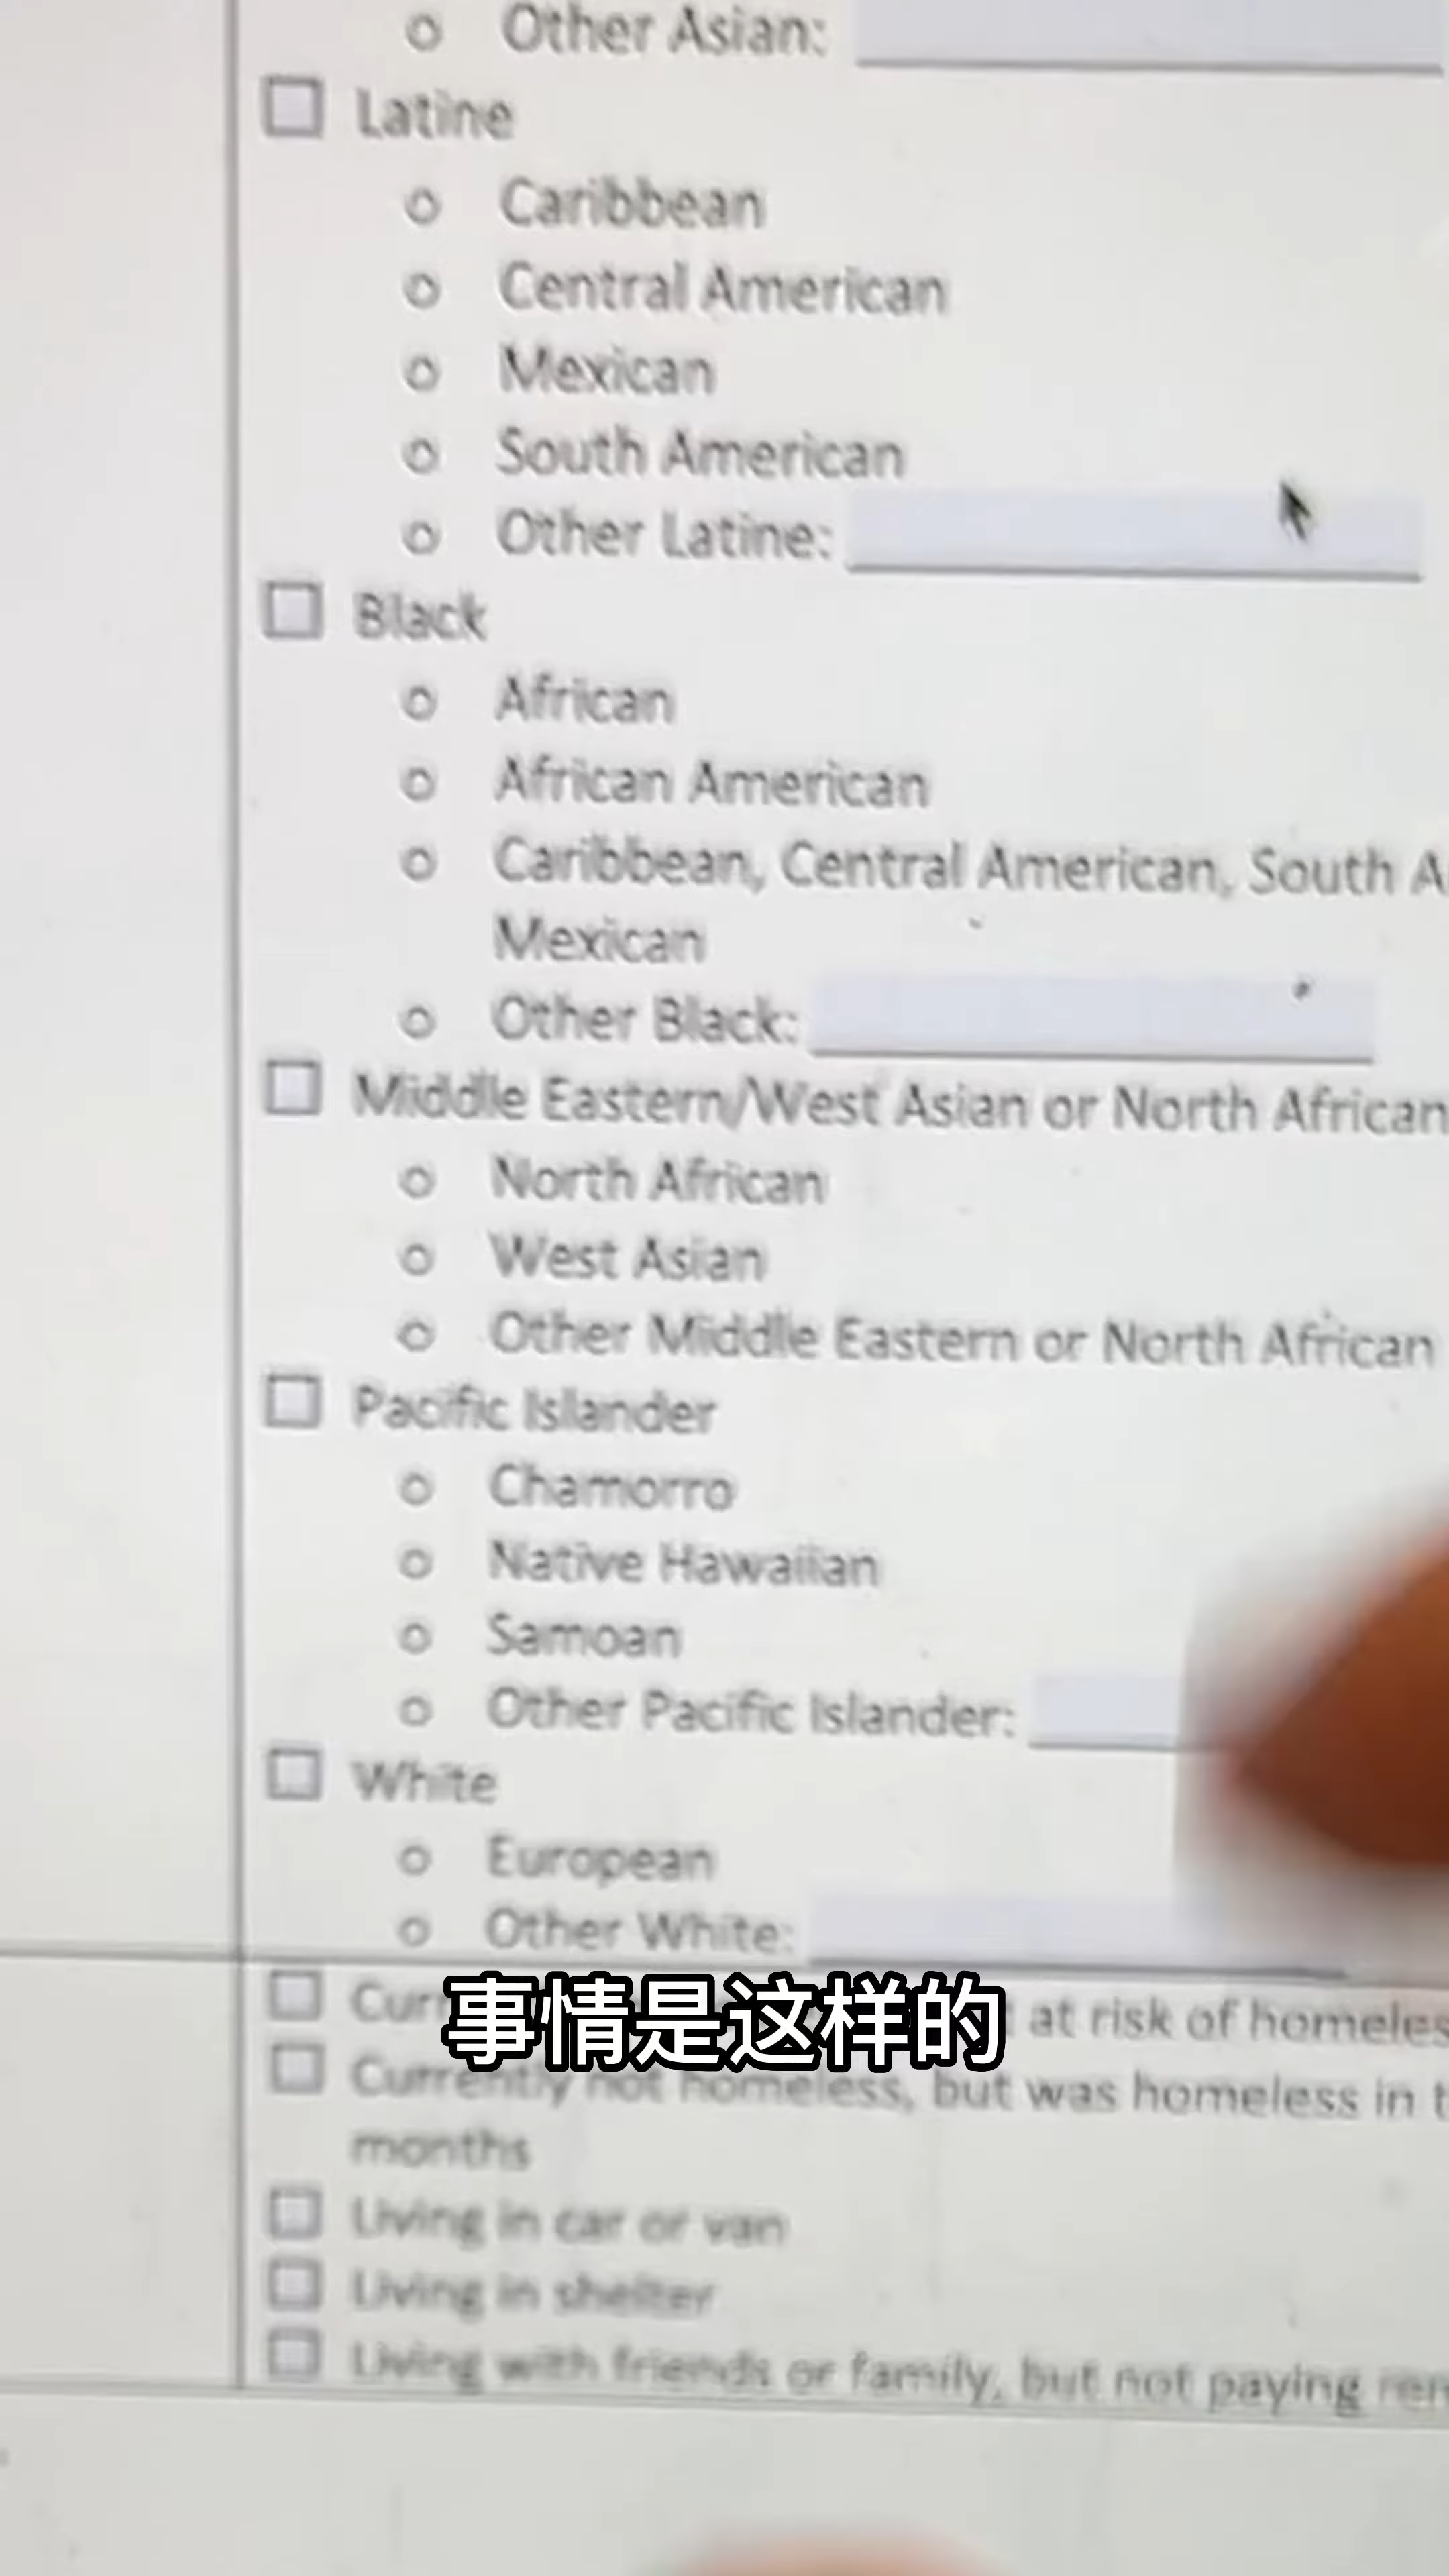 Other Asian:
Latine
Caribbean
Central American
Mexican
South American
Other Latine:
Black
African
African American
Caribbean, Central American, South A
Mexican
Other Black:
Middle Eastern/West Asian or North African
North African
West Asian
Other Middle Eastern or North African
Pacific Islander
Chamorro
Native Hawaiian
Samoan
Other Pacific Islander:
White
European
Other White:
at risk of homeles
事情是这样的
Currently not homeless, but was homeless in t
months
Living in car or van
Living in shelter
Living with friends or family, but not paying ren